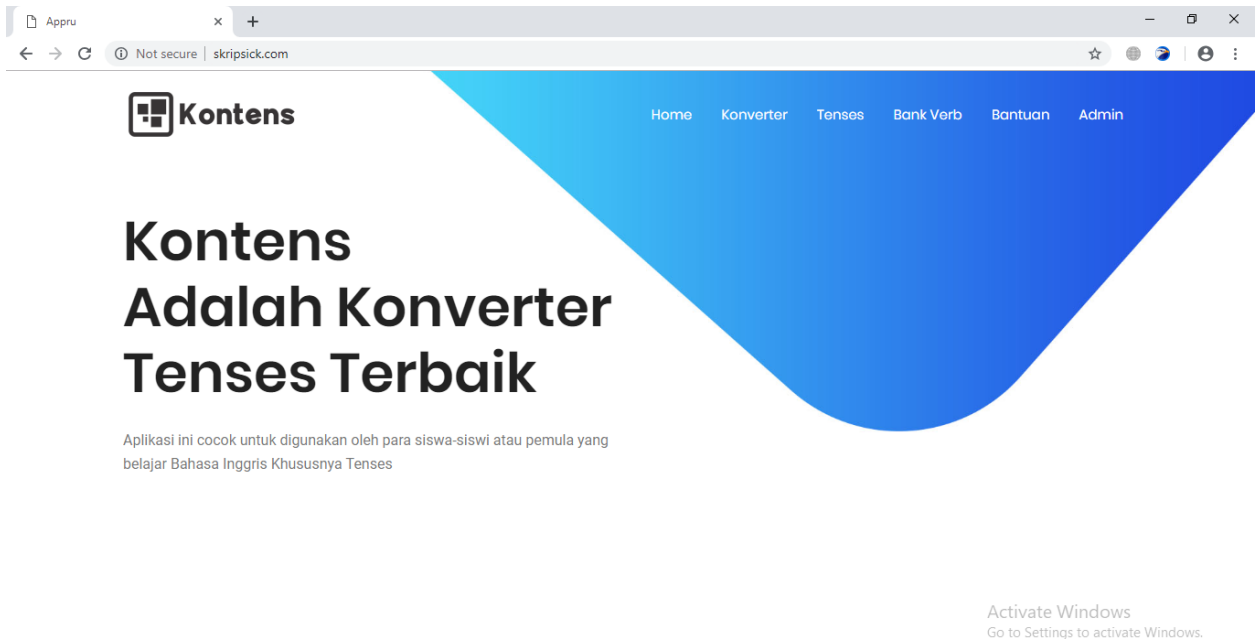 Appru
Not secure | skripsick.com
Kontens
Home Konverter Tenses Bank Verb Bantuan Admin
Kontens
Adalah Konverter
Tenses Terbaik
Aplikasi ini cocok untuk digunakan oleh para siswa-siswi atau pemula yang
belajar Bahasa Inggris Khususnya Tenses
Activate Windows
Go to Settings to activate Windows.